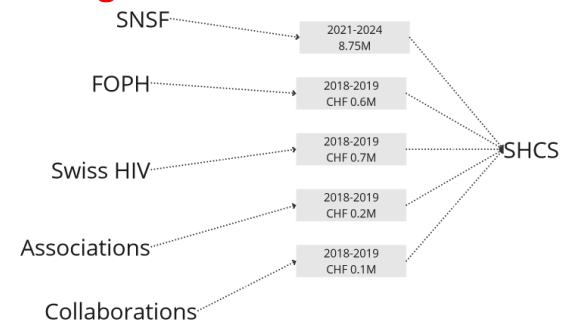 SNSF
2021-2024
8.75M
FOPH
2018-2019
CHF 0.6M
Swiss HIV
2018-2019
CHF 0.7M
SHCS
Associations
2018-2019
CHF 0.2M
Collaborations
2018-2019
CHF 0.1M